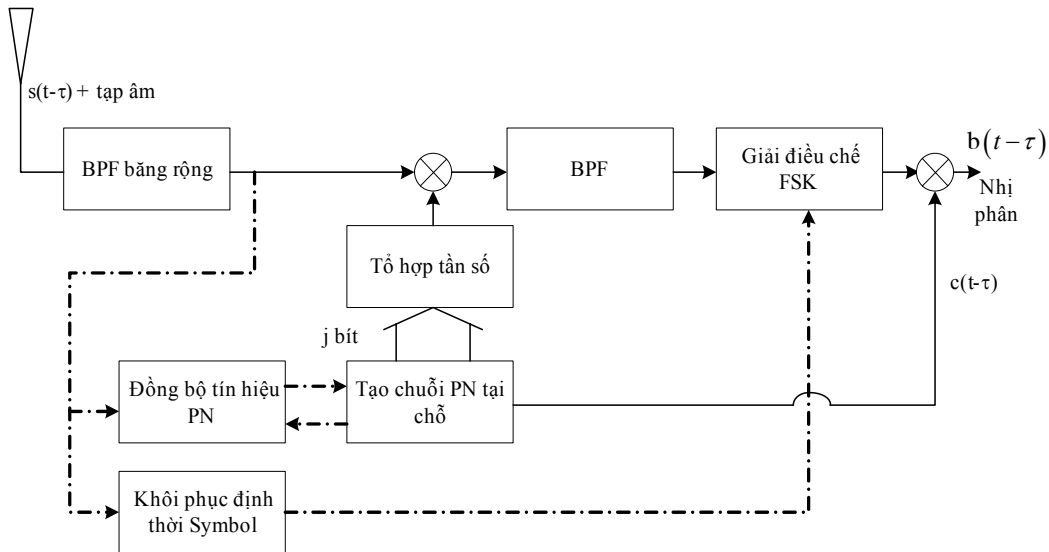 s(t-τ) + tạp âm
BPF băng rộng
BPF
Giải điều chế
FSK
b(t − τ)
Nhị
phân
Tổ hợp tần số
c(t-τ)
j bít
Đồng bộ tín hiệu
PN
Tạo chuỗi PN tại
chỗ
Khôi phục định
thời Symbol